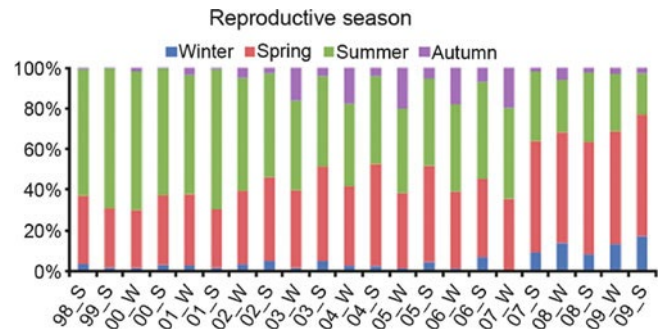 Reproductive season
Winter Spring Summer Autumn
100%
80%
60%
40%
20%
0%
98_S 99_S 00_W 00_S 01_W 01_S 02_W 02_S 03_W 03_S 04_W 04_S 05_W 05_S 06_W 06_S 07_W 07_S 08_W 08_S 09_W 09_S